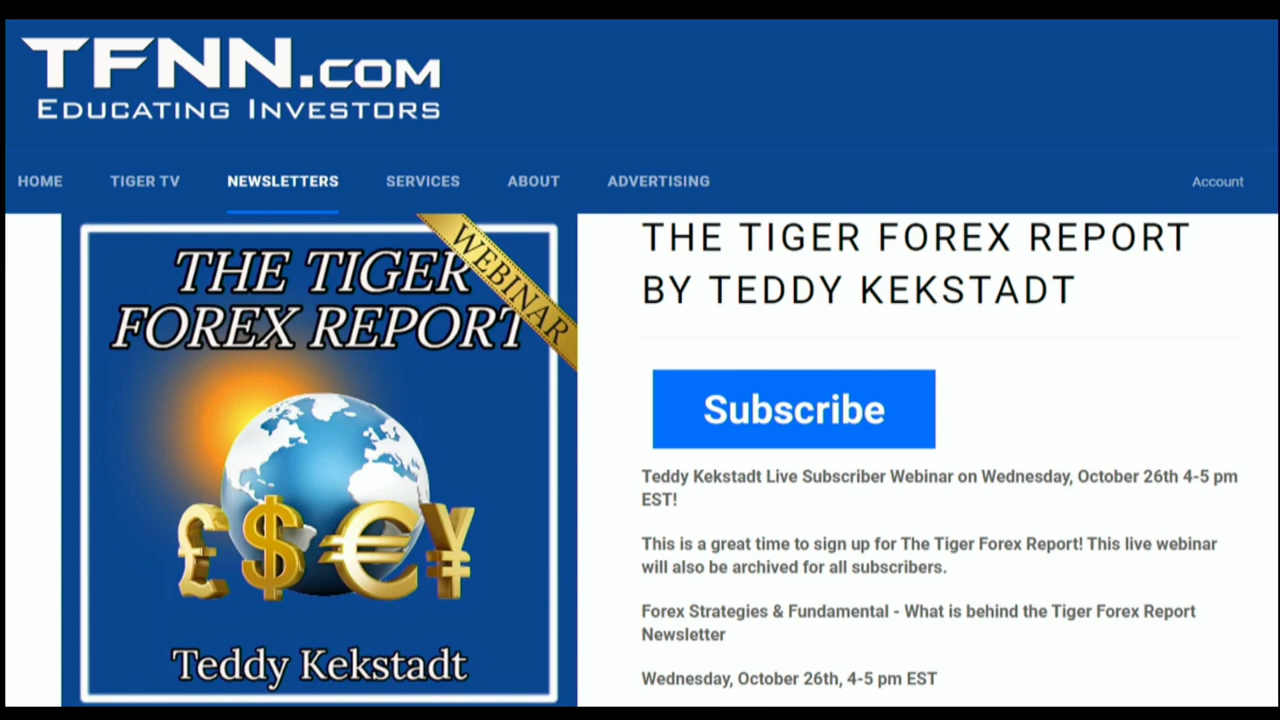 TFNN.COM
EDUCATING INVESTORS
HOME TIGER TV NEWSLETTERS SERVICES ABOUT ADVERTISING Account
WEBINAR
THE TIGER
FOREX REPORT
£$€¥
Teddy Kekstadt
THE TIGER FOREX REPORT
BY TEDDY KEKSTADT
Subscribe
Teddy Kekstadt Live Subscriber Webinar on Wednesday, October 26th 4-5 pm
EST!
This is a great time to sign up for The Tiger Forex Report! This live webinar
will also be archived for all subscribers.
Forex Strategies & Fundamental - What is behind the Tiger Forex Report
Newsletter
Wednesday, October 26th, 4-5 pm EST